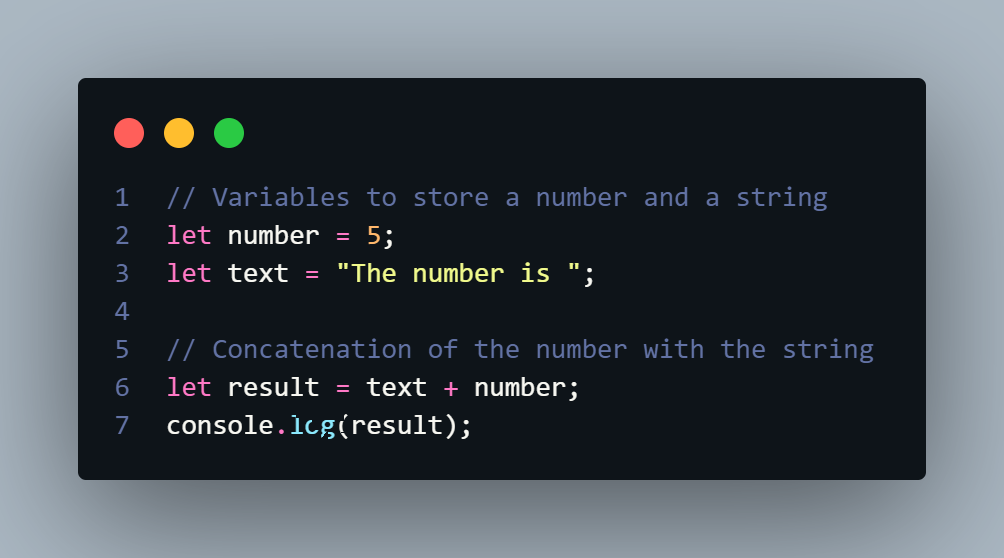 1 // Variables to store a number and a string
2 let number = 5;
3 let text = "The number is ";
4
5 // Concatenation of the number with the string
6 let result = text + number;
7 console.log(result);